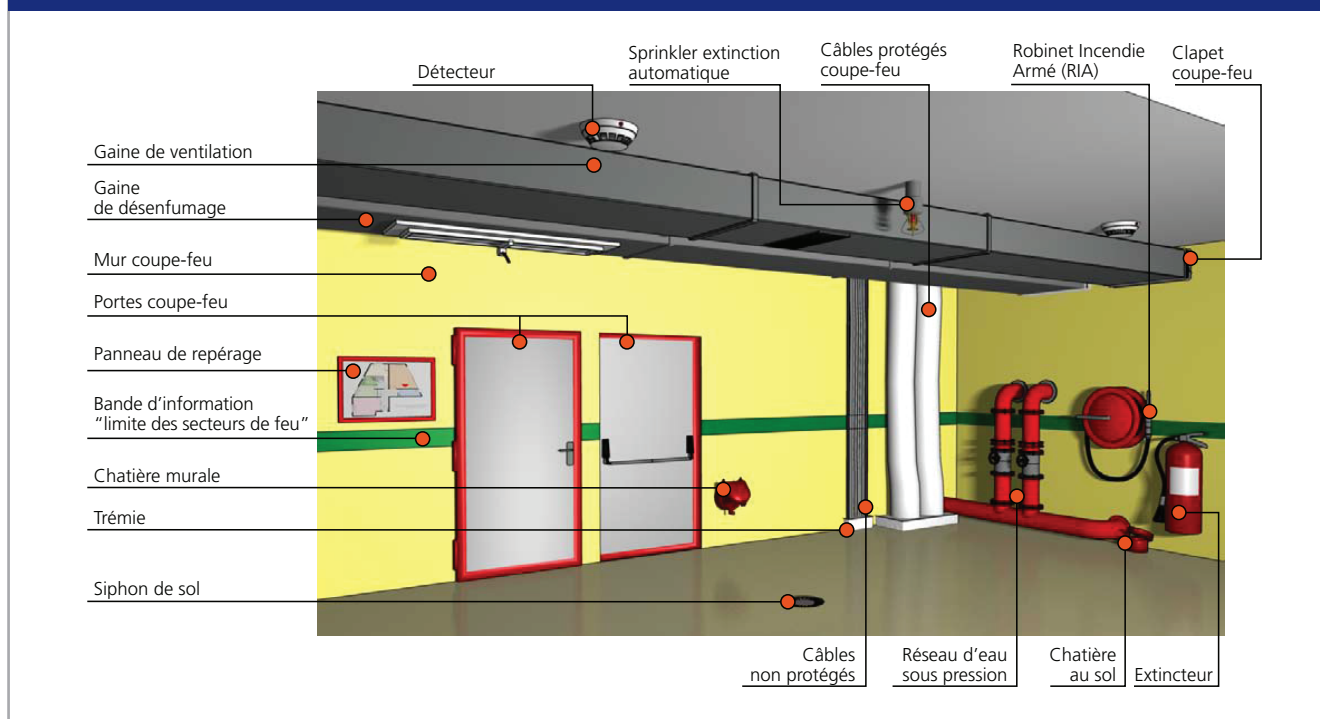 Détecteur
Sprinkler extinction
automatique
Câbles protégés
coupe-feu
Robinet Incendie
Armé (RIA)
Clapet
coupe-feu
Gaine de ventilation
Gaine
de désenfumage
Mur coupe-feu
Portes coupe-feu
Panneau de repérage
Bande d’information
“limite des secteurs de feu”
Chatière murale
Trémie
Siphon de sol
Câbles
non protégés
Réseau d’eau
sous pression
Chatière
au sol
Extincteur